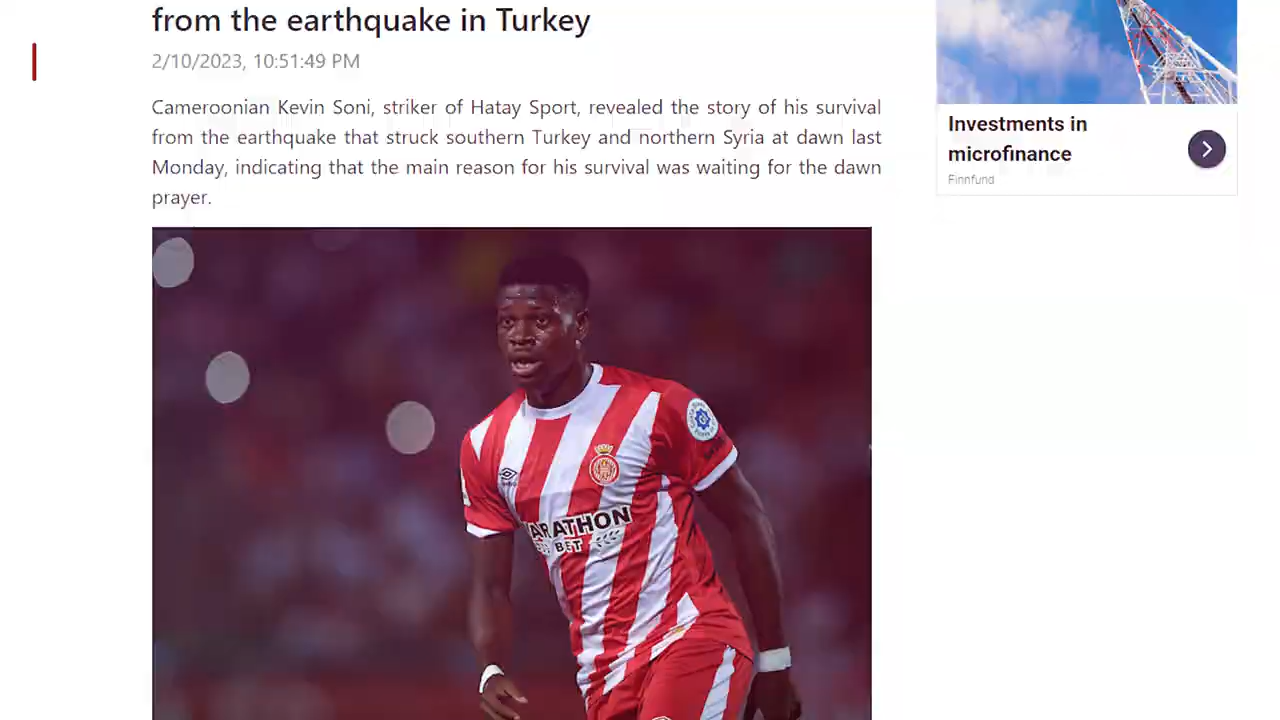 from the earthquake in Turkey
2/10/2023, 10:51:49 PM
Cameroonian Kevin Soni, striker of Hatay Sport, revealed the story of his survival
from the earthquake that struck southern Turkey and northern Syria at dawn last
Monday, indicating that the main reason for his survival was waiting for the dawn
prayer.
Investments in
microfinance
Finnfund
ARATHON
BET